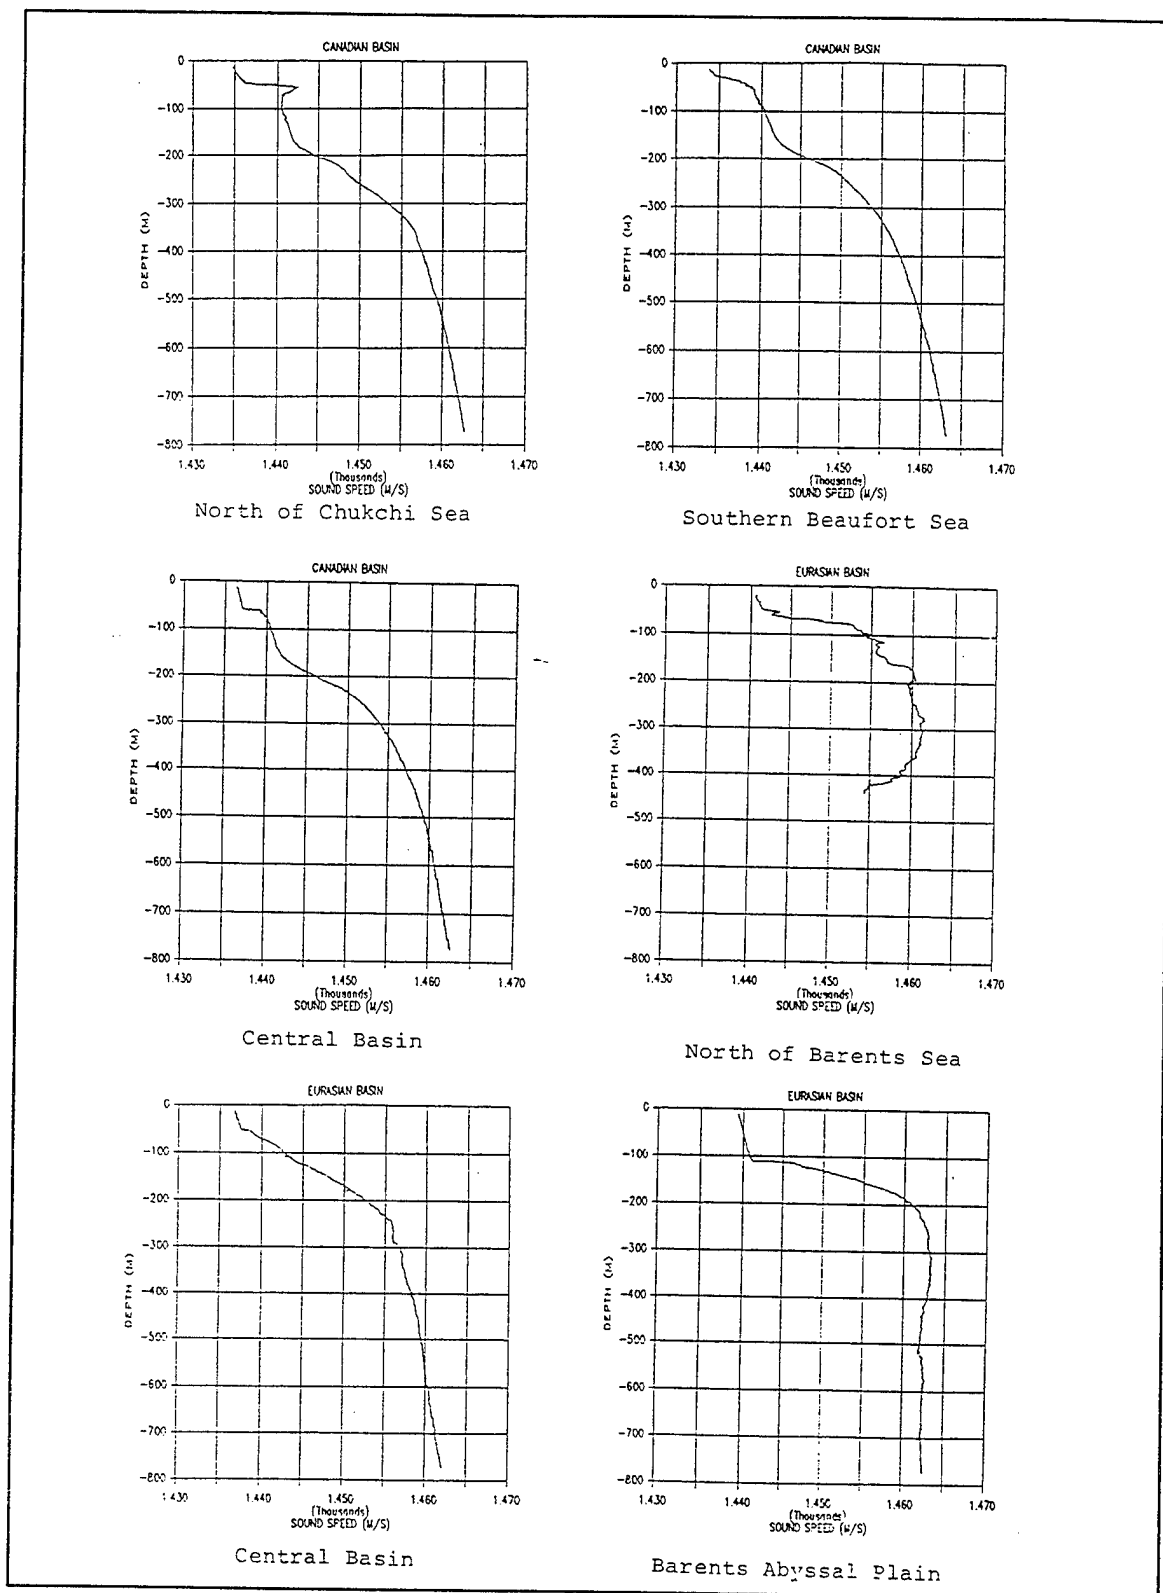 CANADIAN BASIN
0
-100
-200
-300
-400
-500
-600
-700
-800
DEPTH (M)
1.430 1.440 1.450 1.460 1.470
(Thousands)
SOUND SPEED (M/S)
North of Chukchi Sea
CANADIAN BASIN
0
-100
-200
-300
-400
-500
-600
-700
-800
DEPTH (M)
1.430 1.440 1.450 1.460 1.470
(Thousands)
SOUND SPEED (M/S)
Southern Beaufort Sea
CANADIAN BASIN
0
-100
-200
-300
-400
-500
-600
-700
-800
DEPTH (M)
1.430 1.440 1.450 1.460 1.470
(Thousands)
SOUND SPEED (M/S)
Central Basin
EURASIAN BASIN
0
-100
-200
-300
-400
-500
-600
-700
-800
DEPTH (M)
1.430 1.440 1.450 1.460 1.470
(Thousands)
SOUND SPEED (M/S)
North of Barents Sea
EURASIAN BASIN
0
-100
-200
-300
-400
-500
-600
-700
-800
DEPTH (M)
1.430 1.440 1.450 1.460 1.470
(Thousands)
SOUND SPEED (M/S)
Central Basin
EURASIAN BASIN
0
-100
-200
-300
-400
-500
-600
-700
-800
DEPTH (M)
1.430 1.440 1.450 1.460 1.470
(Thousands)
SOUND SPEED (M/S)
Barents Abyssal Plain